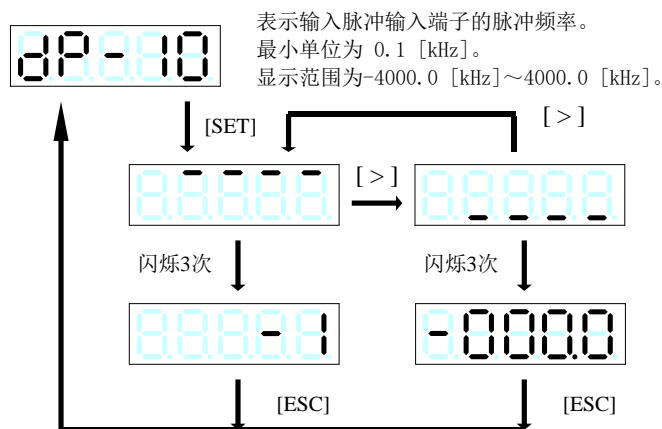 dP-10
表示输入脉冲输入端子的脉冲频率。
最小单位为 0.1 [kHz]。
显示范围为-4000.0 [kHz]～4000.0 [kHz]。
[SET]
[ > ]
- - - -
[ > ]
_ _ _ _
闪烁3次
闪烁3次
- 1
-000.0
[ESC]
[ESC]